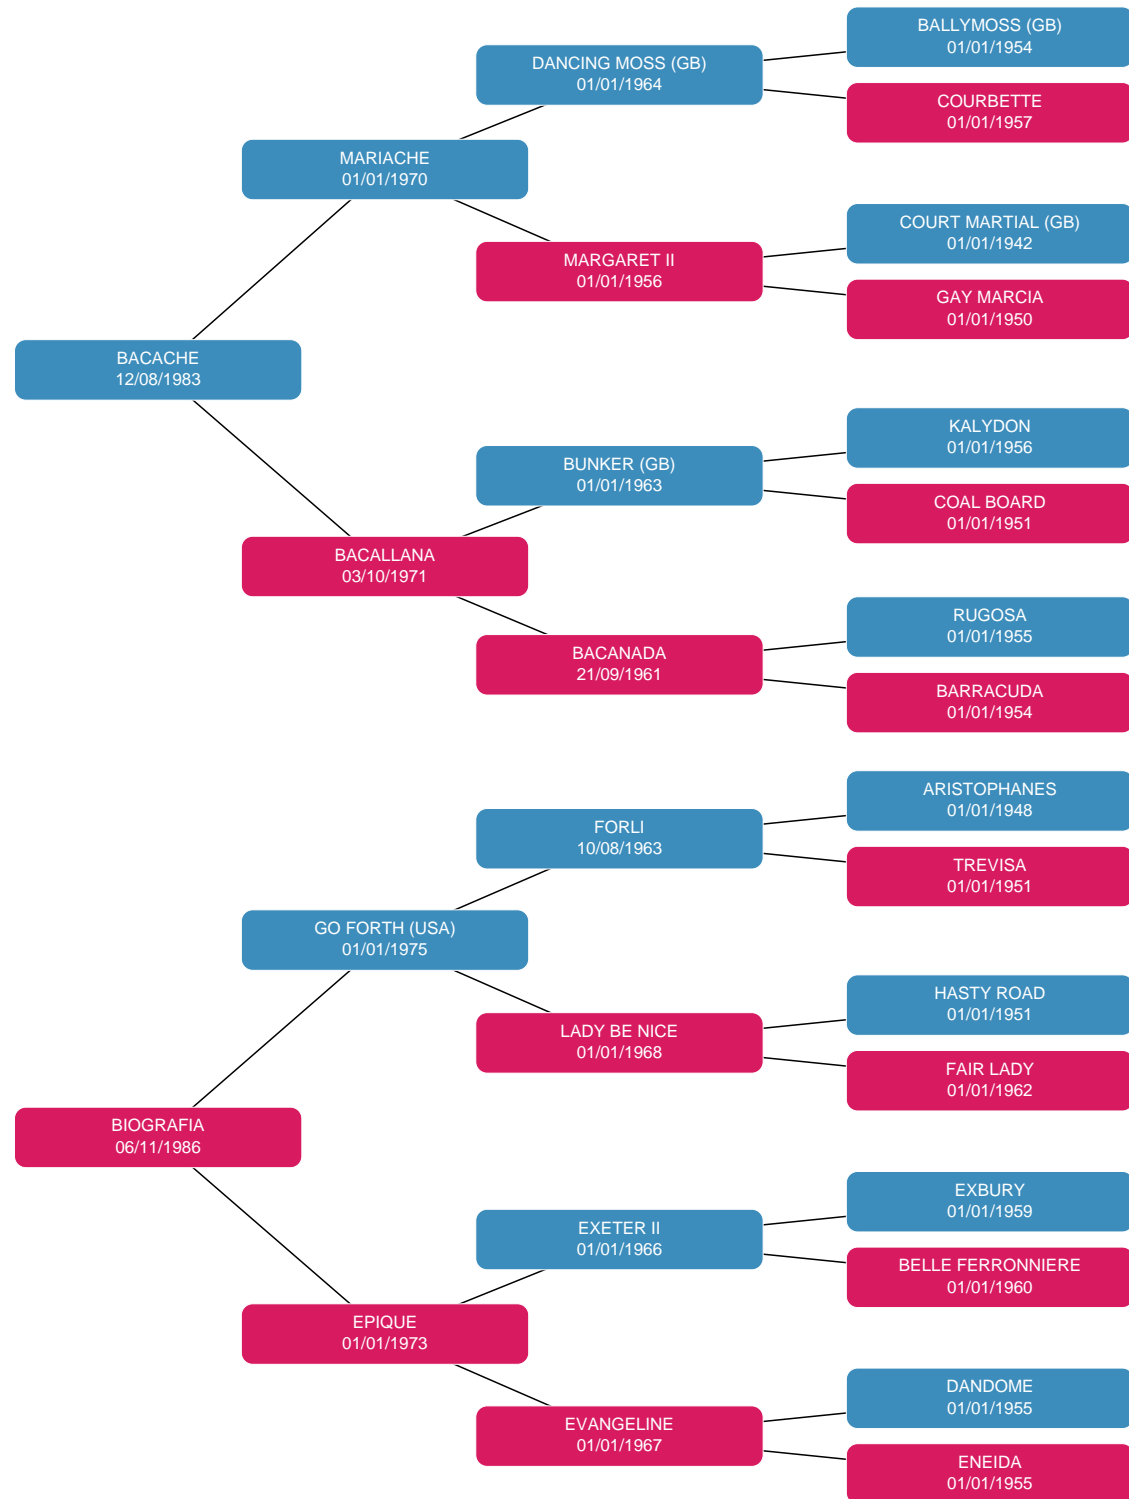 BALLYMOSS (GB)
01/01/1954
DANCING MOSS (GB)
01/01/1964
COURBETTE
01/01/1957
MARIACHE
01/01/1970
COURT MARTIAL (GB)
01/01/1942
MARGARET II
01/01/1956
GAY MARCIA
01/01/1950
BACACHE
12/08/1983
KALYDON
01/01/1956
BUNKER (GB)
01/01/1963
COAL BOARD
01/01/1951
BACALLANA
03/10/1971
RUGOSA
01/01/1955
BACANADA
21/09/1961
BARRACUDA
01/01/1954
ARISTOPHANES
01/01/1948
FORLI
10/08/1963
TREVISA
01/01/1951
GO FORTH (USA)
01/01/1975
HASTY ROAD
01/01/1951
LADY BE NICE
01/01/1968
FAIR LADY
01/01/1962
BIOGRAFIA
06/11/1986
EXBURY
01/01/1959
EXETER II
01/01/1966
BELLE FERRONNIERE
01/01/1960
EPIQUE
01/01/1973
DANDOME
01/01/1955
EVANGELINE
01/01/1967
ENEIDA
01/01/1955